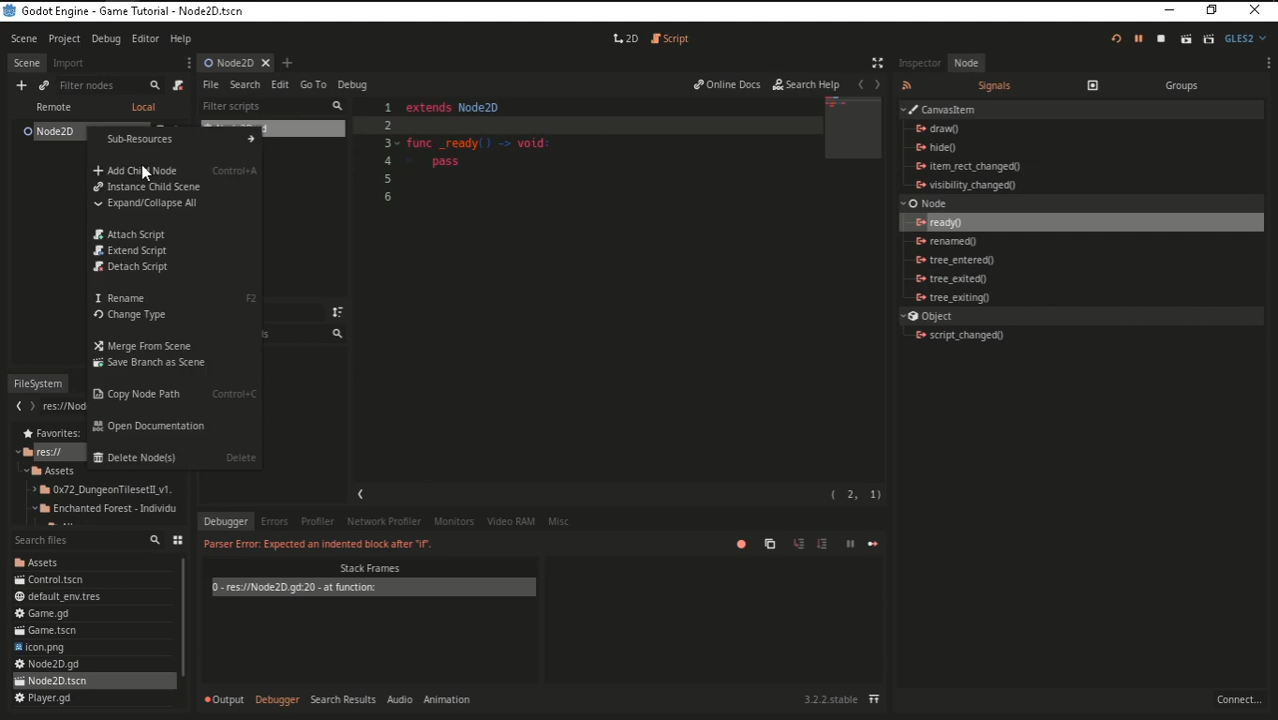 Godot Engine - Game Tutorial - Node2D.tscn
Scene Project Debug Editor Help
2D Script
GLES2
Scene Import
Node2D
Inspector Node
Filter nodes
File Search Edit Go To Debug
Online Docs Search Help
Signals Groups
Remote Local
Filter scripts
1 extends Node2D
2
3 func _ready() -> void:
4 pass
5
6
Node2D
Sub-Resources
Add Child Node Control+A
Instance Child Scene
Expand/Collapse All
Attach Script
Extend Script
Detach Script
Rename F2
Change Type
Merge From Scene
Save Branch as Scene
Copy Node Path Control+C
Open Documentation
Delete Node(s) Delete
CanvasItem
draw()
hide()
item_rect_changed()
visibility_changed()
Node
ready()
renamed()
tree_entered()
tree_exited()
tree_exiting()
Object
script_changed()
FileSystem
Favorites:
res://
Assets
0x72_DungeonTilesetII_v1.
Enchanted Forest - Individu
( 2, 1)
Search files
Assets
Control.tscn
default_env.tres
Game.gd
Game.tscn
icon.png
Node2D.gd
Node2D.tscn
Player.gd
Debugger Errors Profiler Network Profiler Monitors Video RAM Misc
Parser Error: Expected an indented block after "if".
Stack Frames
0 - res://Node2D.gd:20 - at function:
Output Debugger Search Results Audio Animation
3.2.2.stable
Connect...